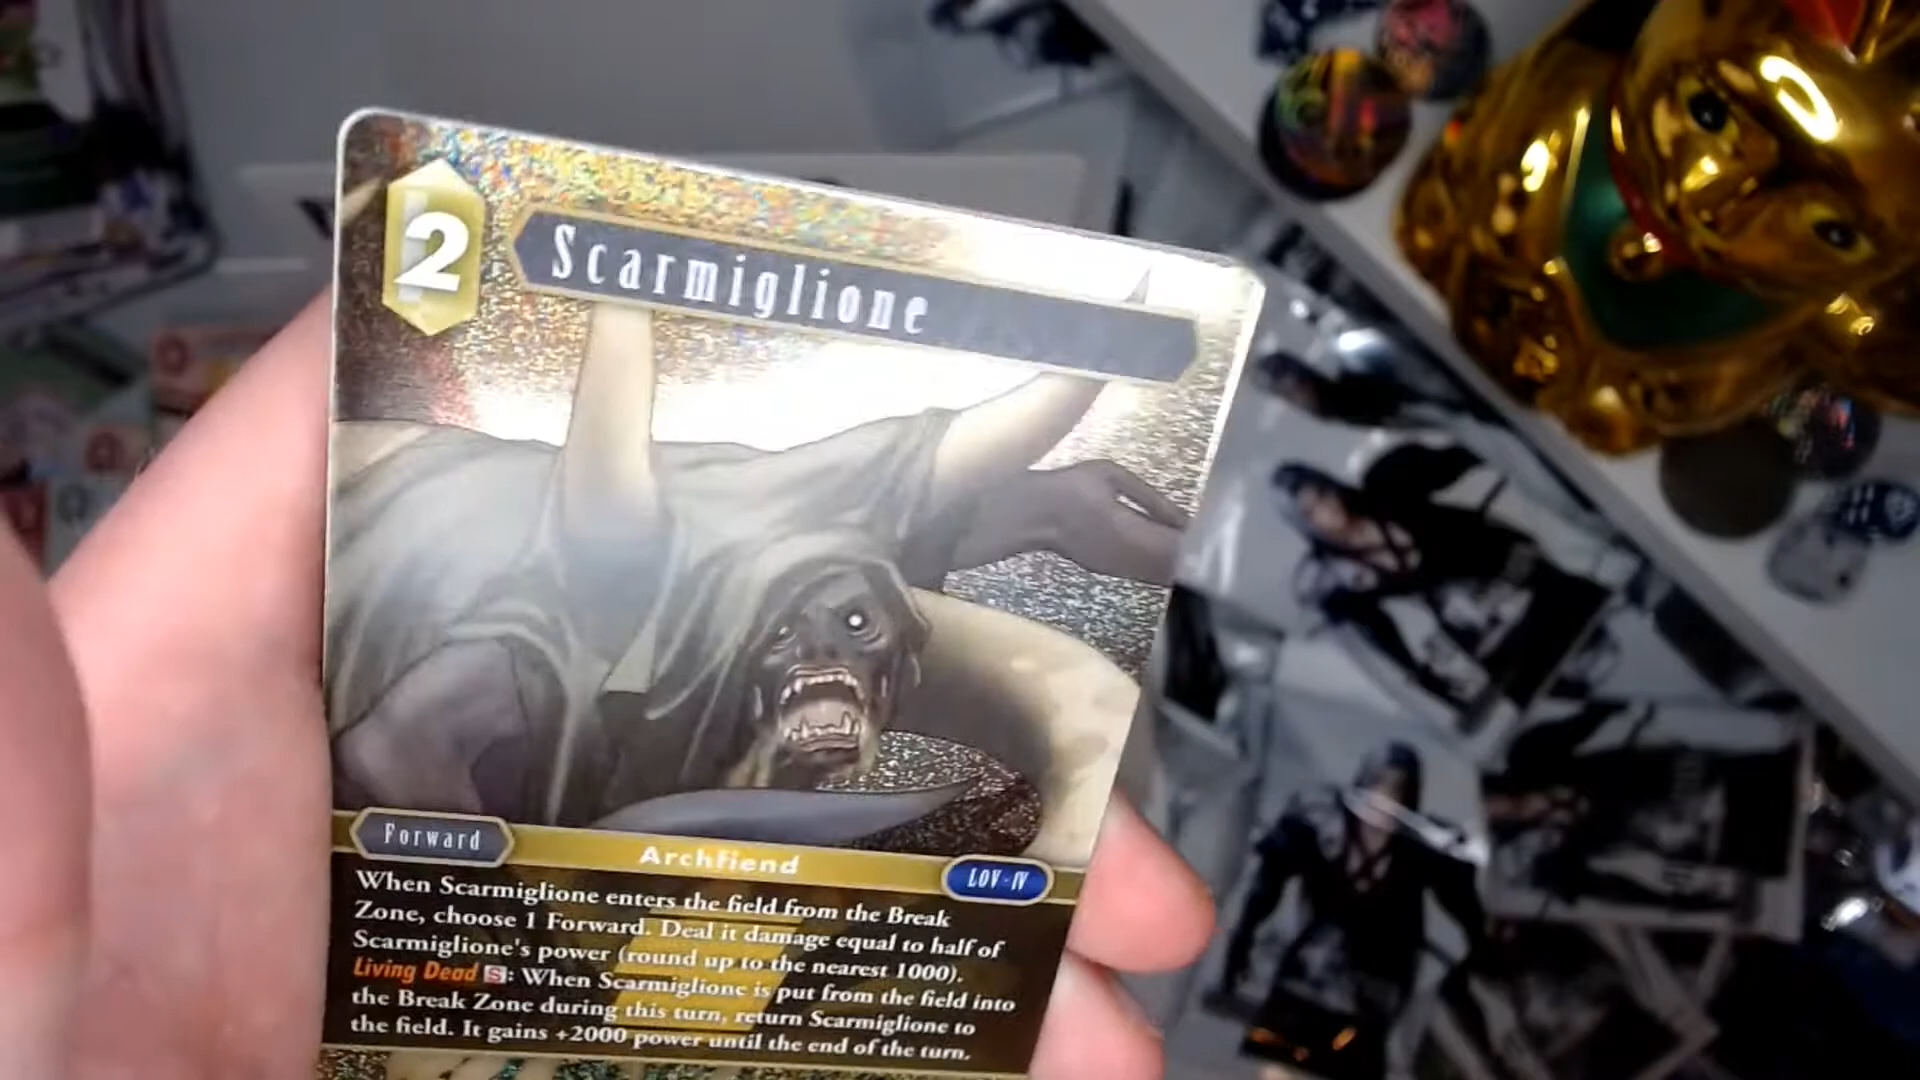 2
Scarmiglione
Forward
Archfiend
LOV-IV
When Scarmiglione enters the field from the Break
Zone, choose 1 Forward. Deal it damage equal to half of
Scarmiglione's power (round up to the nearest 1000).
Living Dead S: When Scarmiglione is put from the field into
the Break Zone during this turn, return Scarmiglione to
the field. It gains +2000 power until the end of the turn.